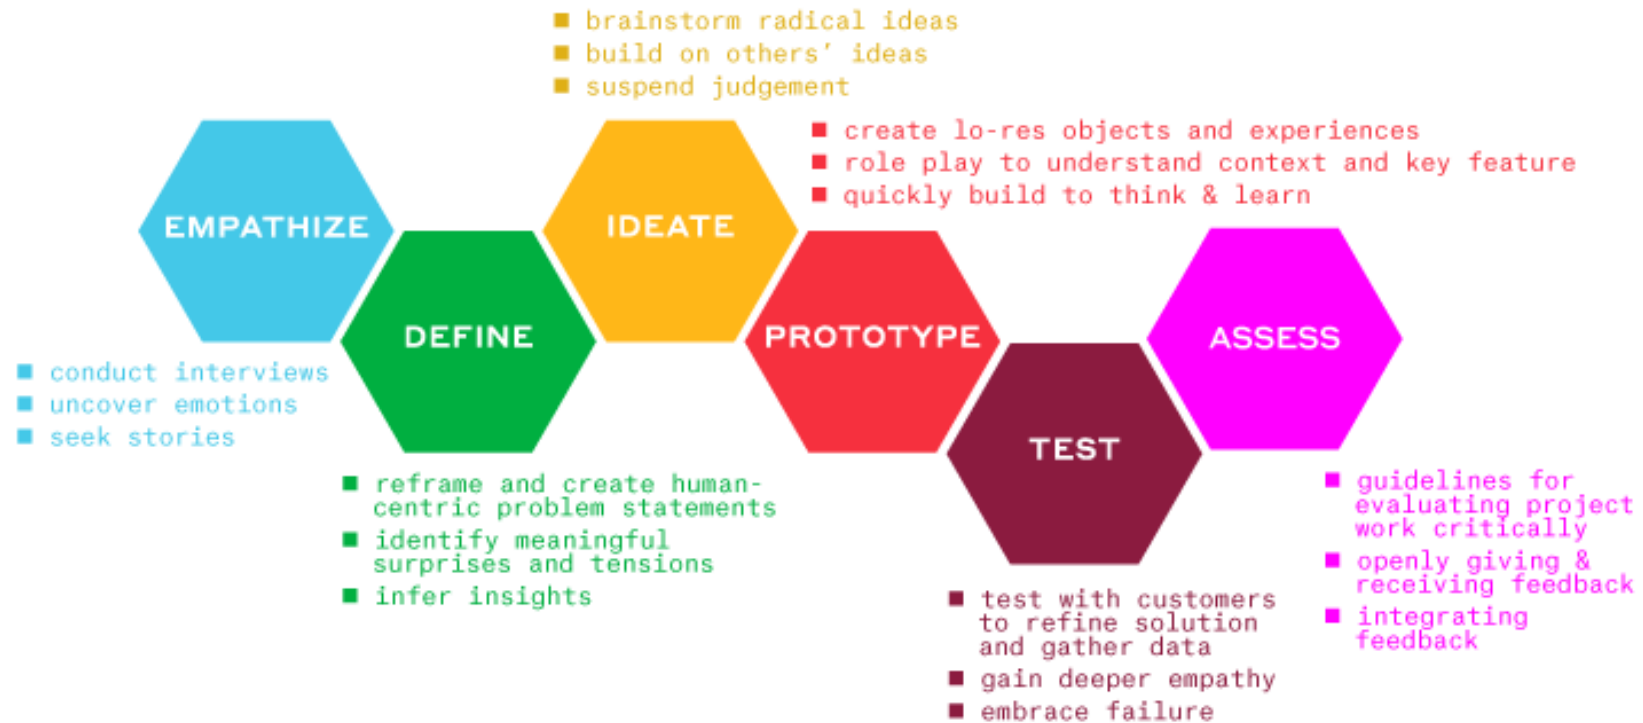 EMPATHIZE
■ conduct interviews
■ uncover emotions
■ seek stories
DEFINE
■ reframe and create human-
centric problem statements
■ identify meaningful
surprises and tensions
■ infer insights
■ brainstorm radical ideas
■ build on others’ ideas
■ suspend judgement
IDEATE
■ create lo-res objects and experiences
■ role play to understand context and key feature
■ quickly build to think & learn
PROTOTYPE
TEST
■ test with customers
to refine solution
and gather data
■ gain deeper empathy
■ embrace failure
ASSESS
■ guidelines for
evaluating project
work critically
■ openly giving &
receiving feedback
■ integrating
feedback